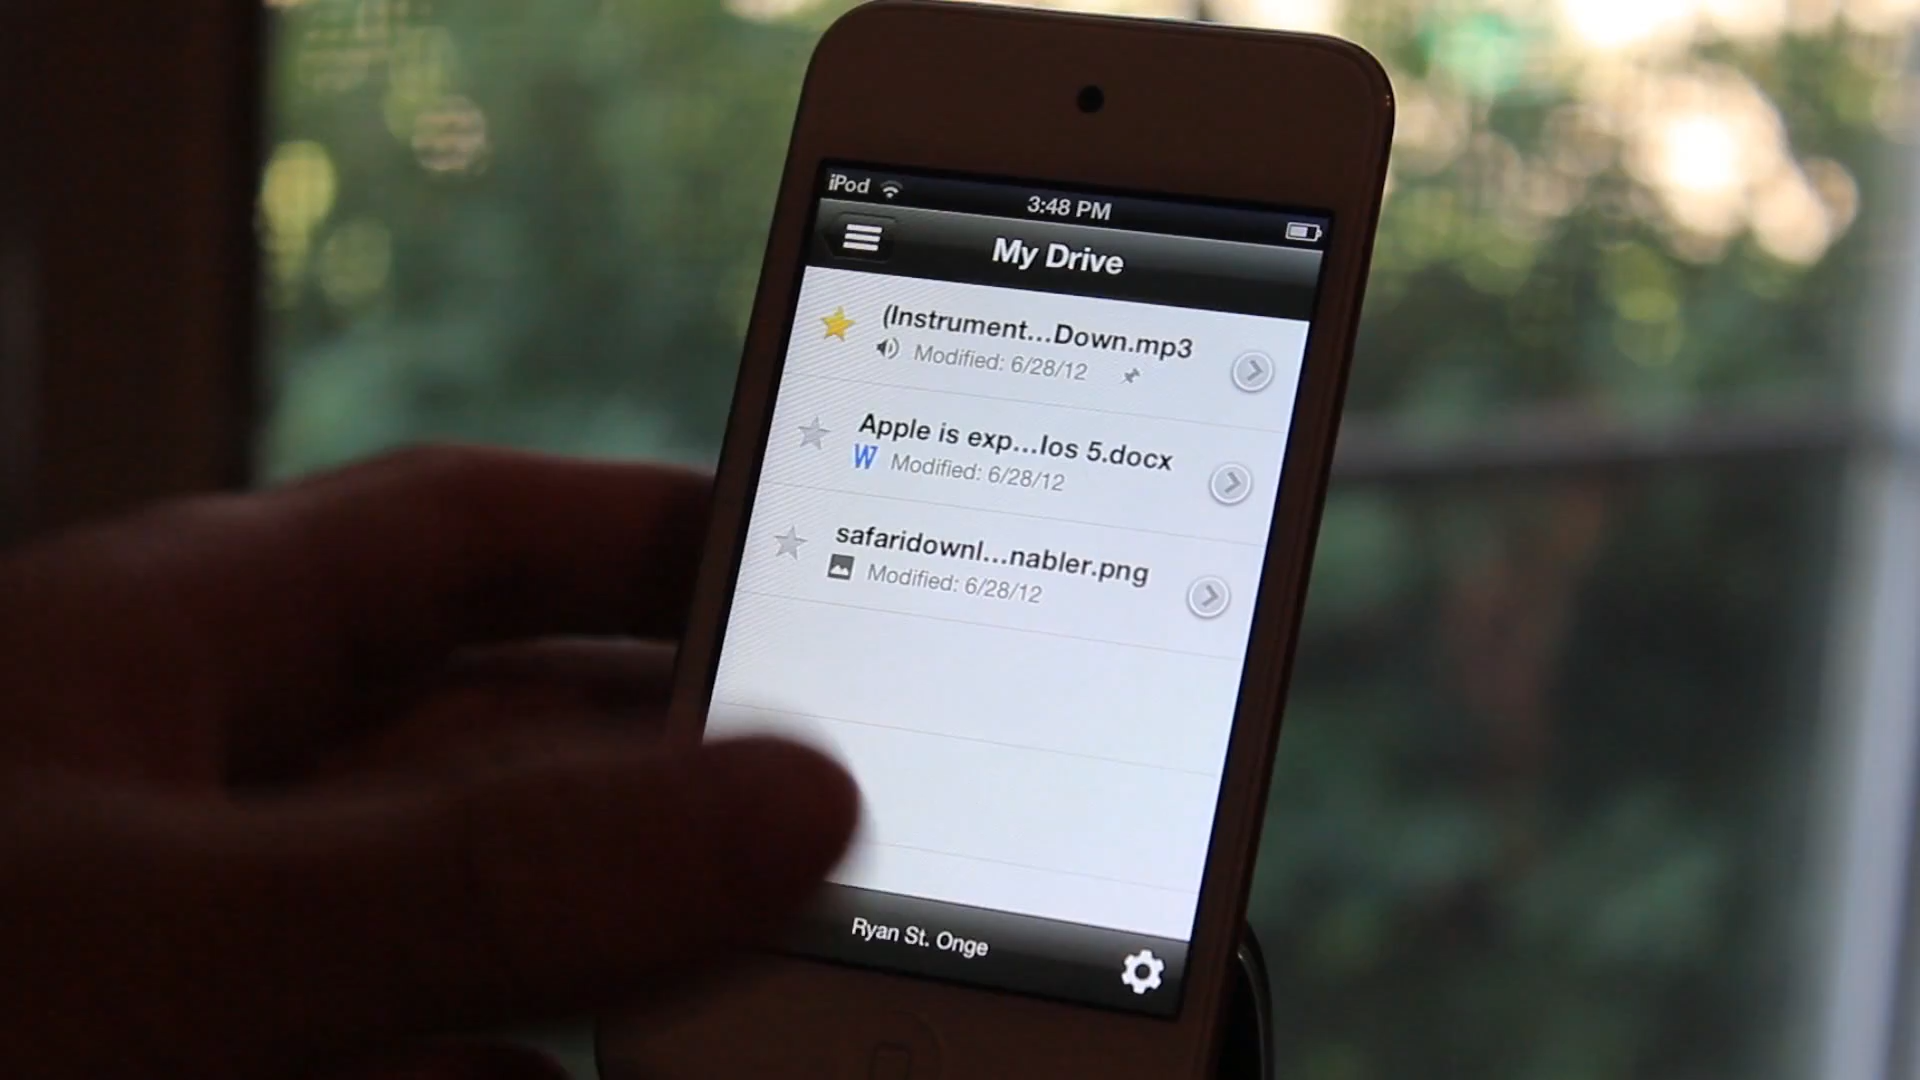 iPod
3:48 PM
My Drive
(Instrument...Down.mp3
Modified: 6/28/12
Apple is exp...Ios 5.docx
W Modified: 6/28/12
safaridownl...nabler.png
Modified: 6/28/12
Ryan St. Onge